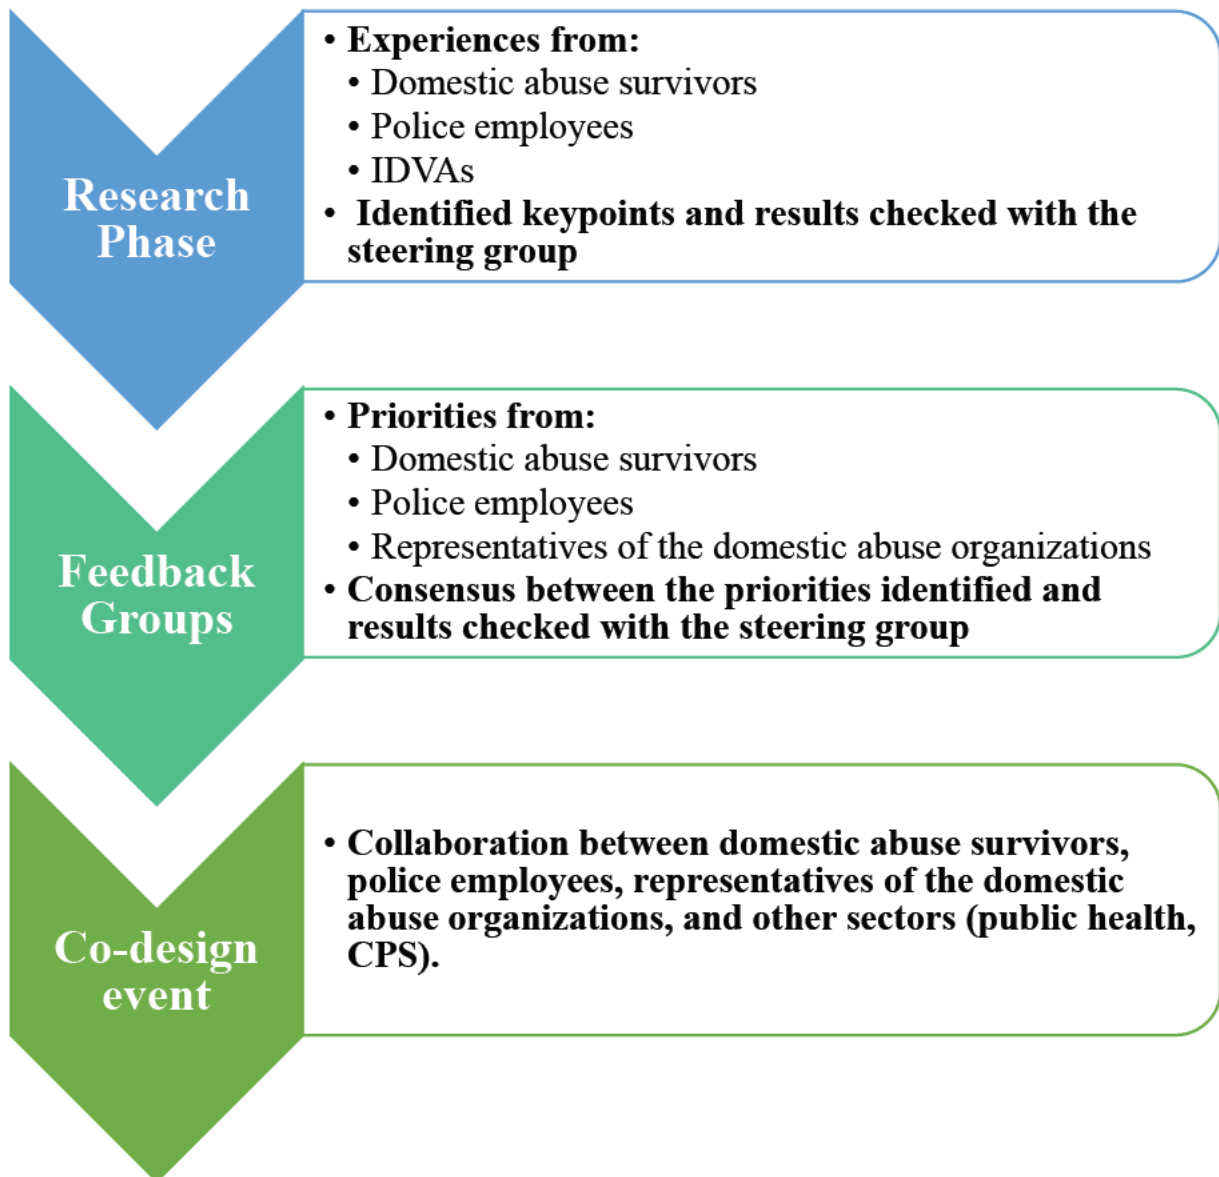 Research
Phase
• Experiences from:
• Domestic abuse survivors
• Police employees
• IDVAs
• Identified keypoints and results checked with the
steering group
Feedback
Groups
• Priorities from:
• Domestic abuse survivors
• Police employees
• Representatives of the domestic abuse organizations
• Consensus between the priorities identified and
results checked with the steering group
Co-design
event
• Collaboration between domestic abuse survivors,
police employees, representatives of the domestic
abuse organizations, and other sectors (public health,
CPS).